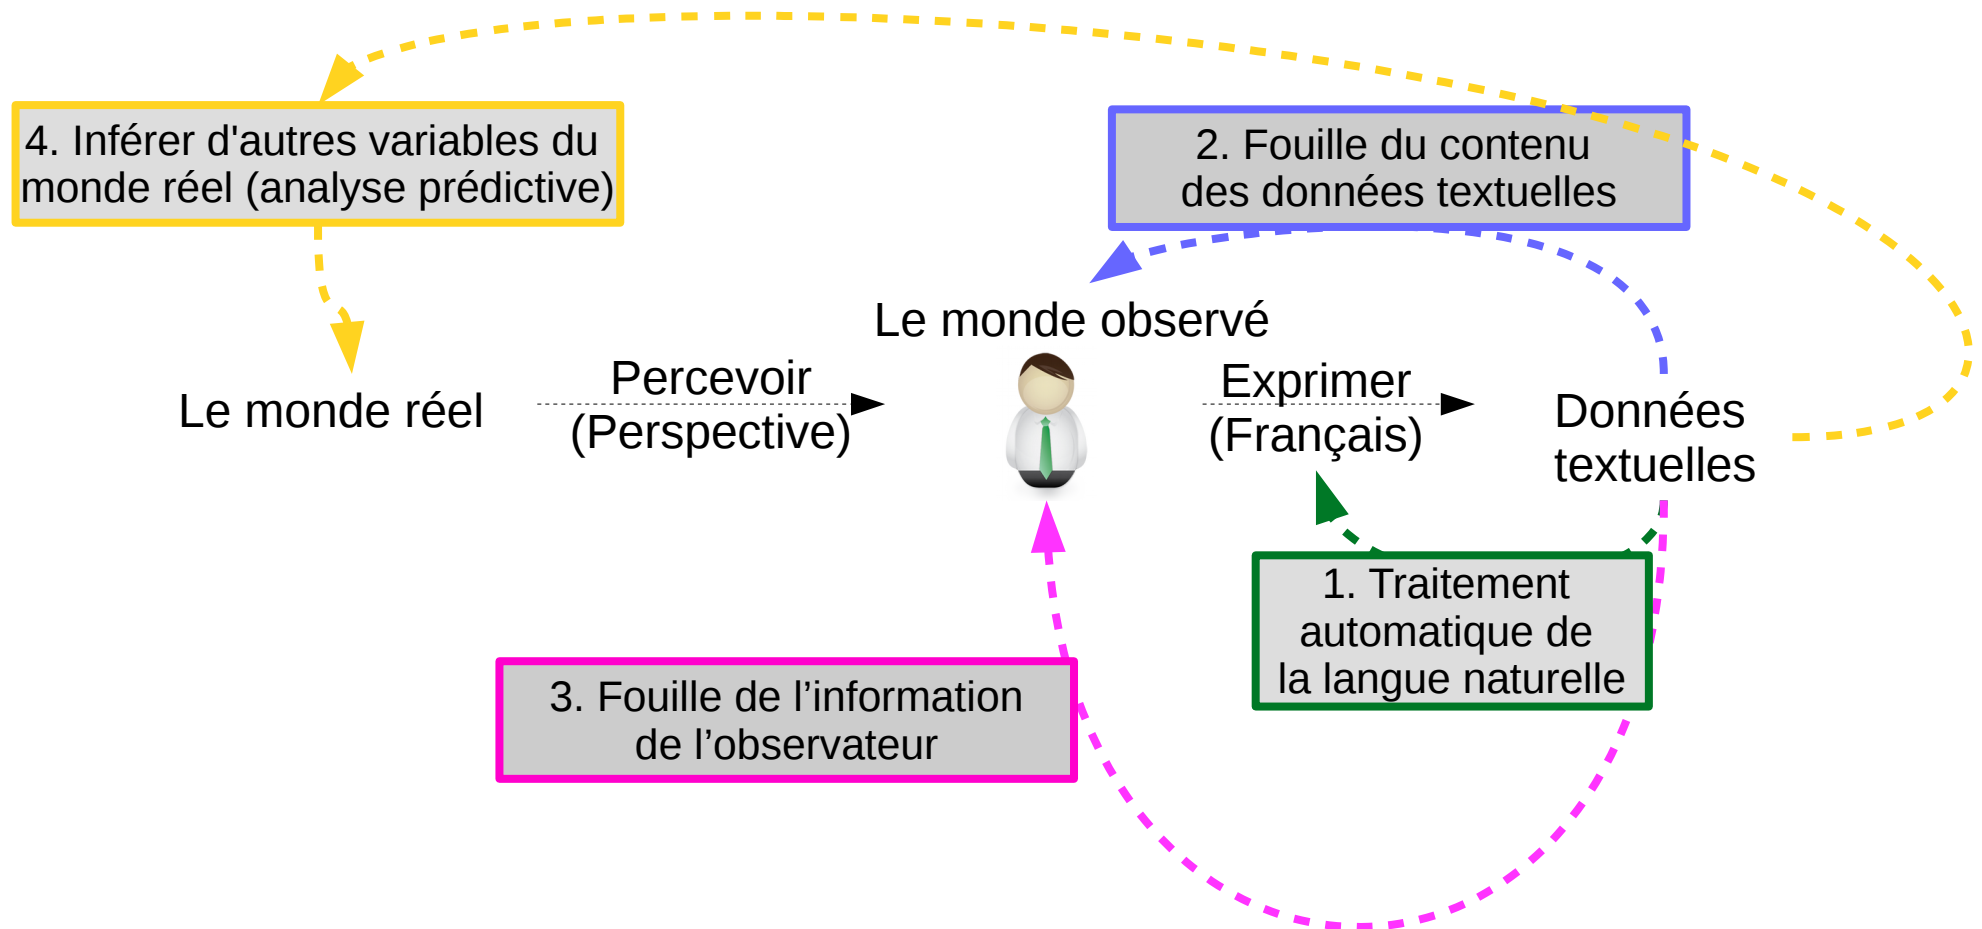 4. Inférer d'autres variables du
monde réel (analyse prédictive)
2. Fouille du contenu
des données textuelles
Le monde observé
Le monde réel
Percevoir
(Perspective)
Exprimer
(Français)
Données
textuelles
1. Traitement
automatique de
la langue naturelle
3. Fouille de l’information
de l’observateur